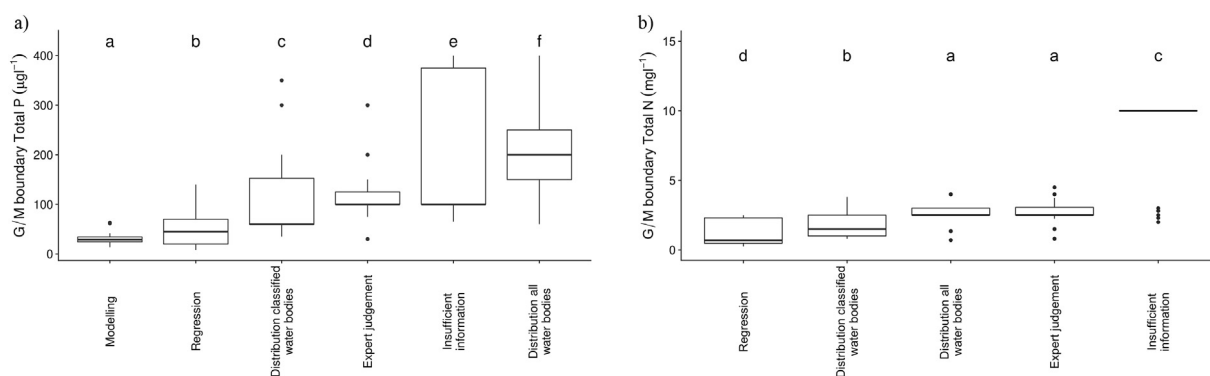 a)
G/M boundary Total P (µgl⁻¹)
400
300
200
100
0
a
b
c
d
e
f
Modelling
Regression
Distribution classified
water bodies
Expert judgement
Insufficient
information
Distribution all
water bodies
b)
G/M boundary Total N (mgl⁻¹)
15
10
5
0
d
b
a
a
c
Regression
Distribution classified
water bodies
Distribution all
water bodies
Expert judgement
Insufficient
information